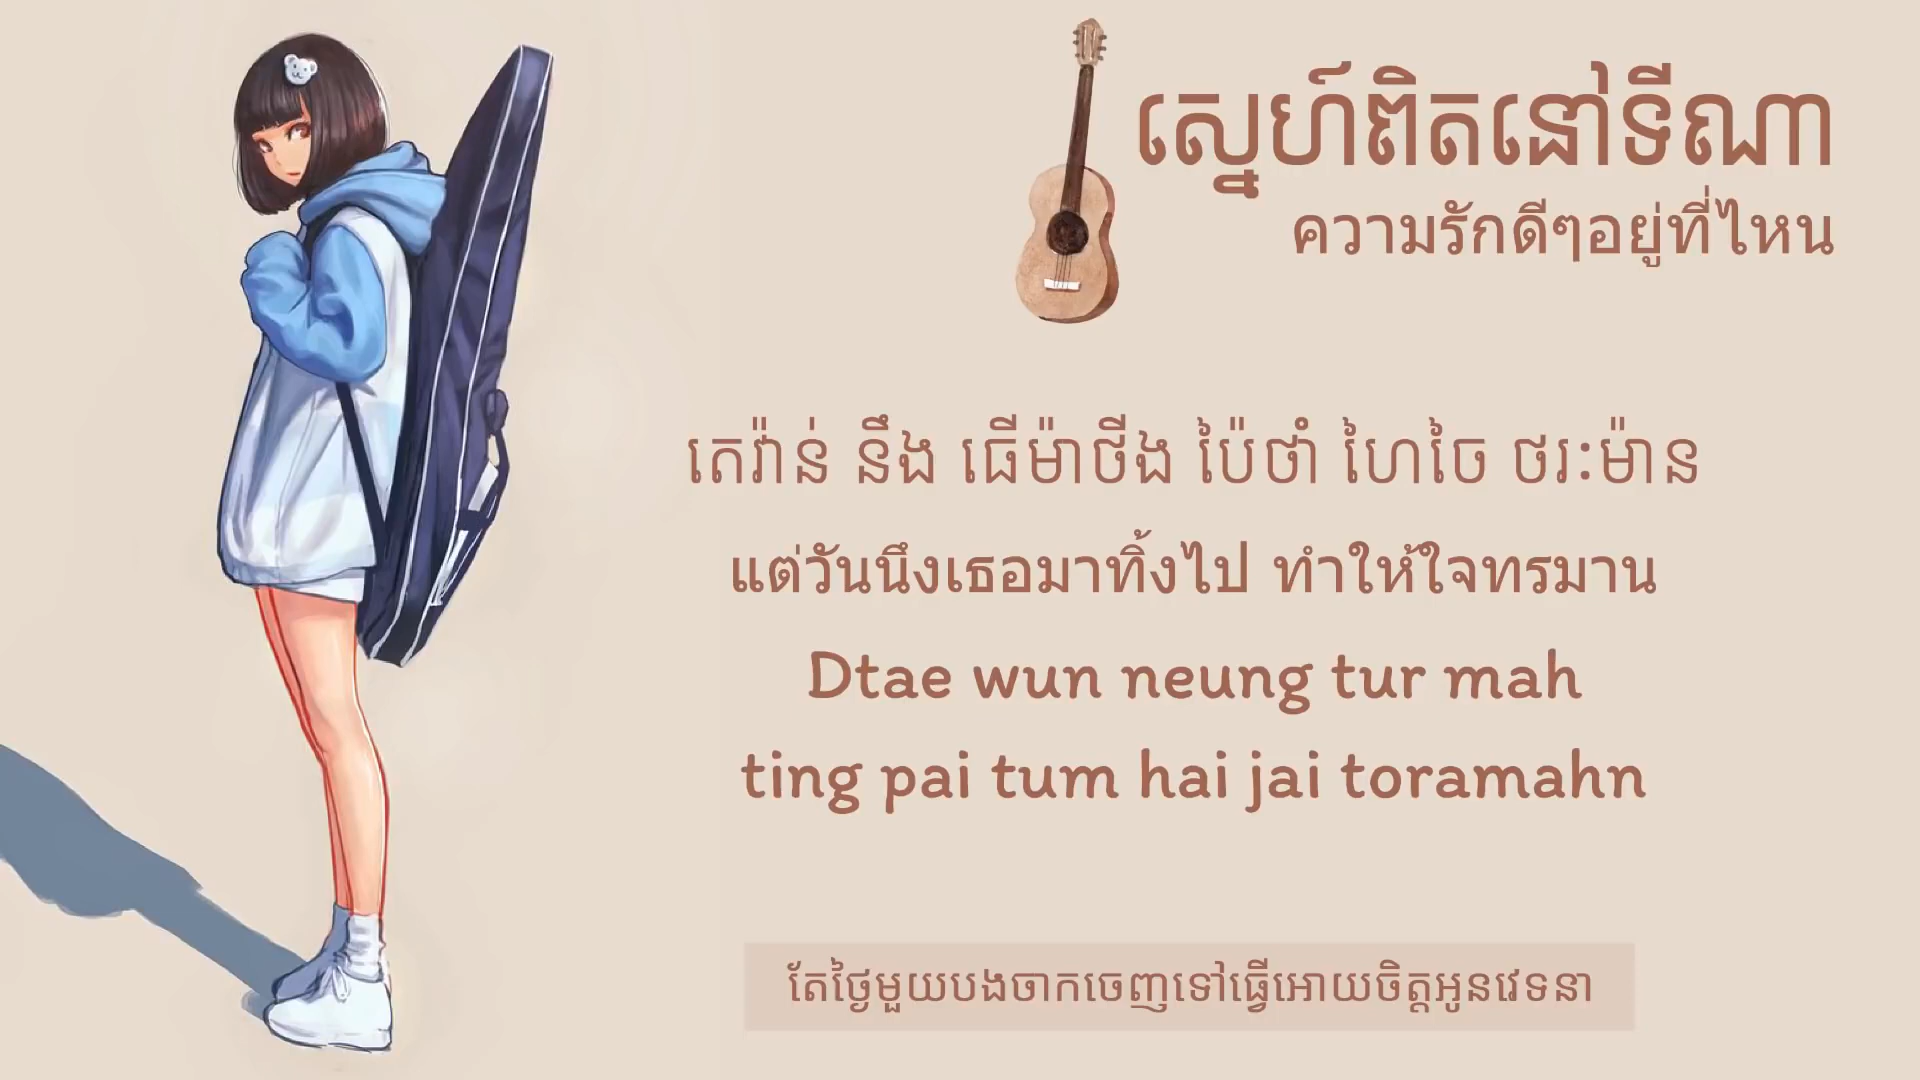 ស្នេហ៍ពិតនៅទីណា
ความรักดีๆอยู่ที่ไหน
តេវ៉ាន់ នឹង ធើម៉ាថីង ប៉ៃថាំ ហៃចៃ ថរៈម៉ាន
แต่วันนึงเธอมาทิ้งไป ทำให้ใจทรมาน
Dtae wun neung tur mah
ting pai tum hai jai toramahn
តែថ្ងៃមួយបងចាកចេញទៅធ្វើអោយចិត្តអូនវេទនា